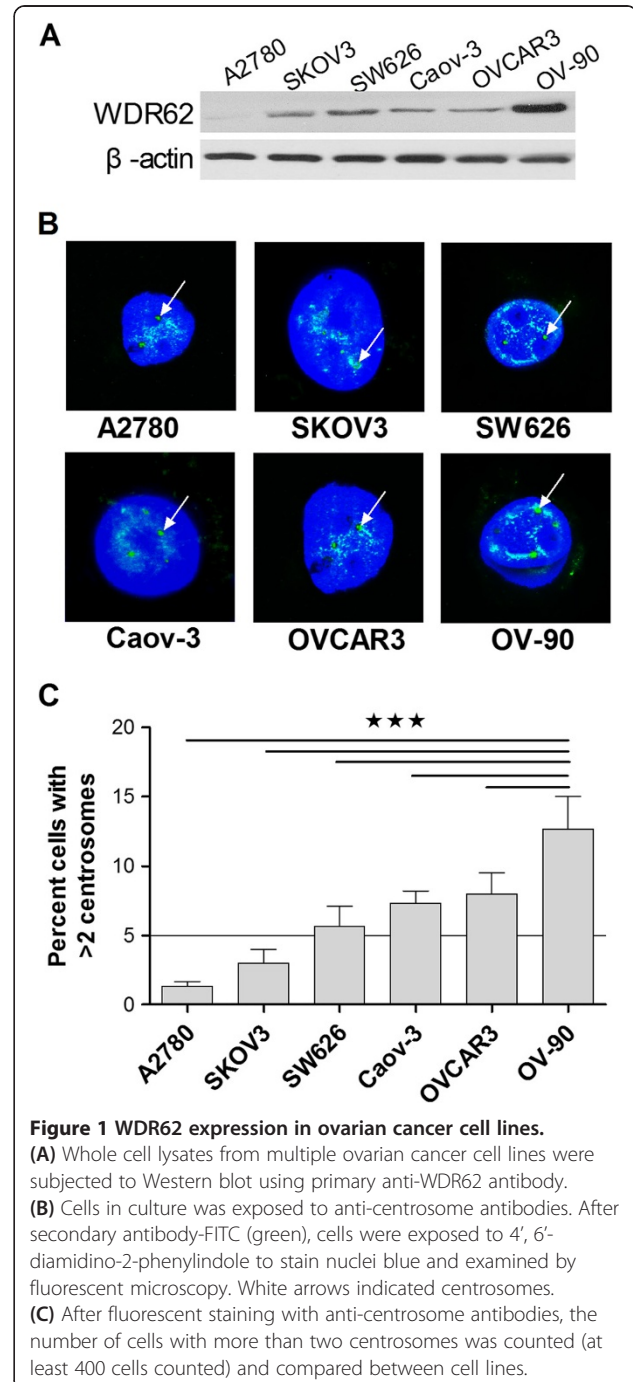 A
A2780 SKOV3 SW626 Caov-3 OVCAR3 OV-90
WDR62
β -actin
B
A2780 SKOV3 SW626
Caov-3 OVCAR3 OV-90
C
★★★
20
15
10
5
0
Percent cells with
>2 centrosomes
A2780 SKOV3 SW626 Caov-3 OVCAR3 OV-90
Figure 1 WDR62 expression in ovarian cancer cell lines.
(A) Whole cell lysates from multiple ovarian cancer cell lines were
subjected to Western blot using primary anti-WDR62 antibody.
(B) Cells in culture was exposed to anti-centrosome antibodies. After
secondary antibody-FITC (green), cells were exposed to 4′, 6′-
diamidino-2-phenylindole to stain nuclei blue and examined by
fluorescent microscopy. White arrows indicated centrosomes.
(C) After fluorescent staining with anti-centrosome antibodies, the
number of cells with more than two centrosomes was counted (at
least 400 cells counted) and compared between cell lines.